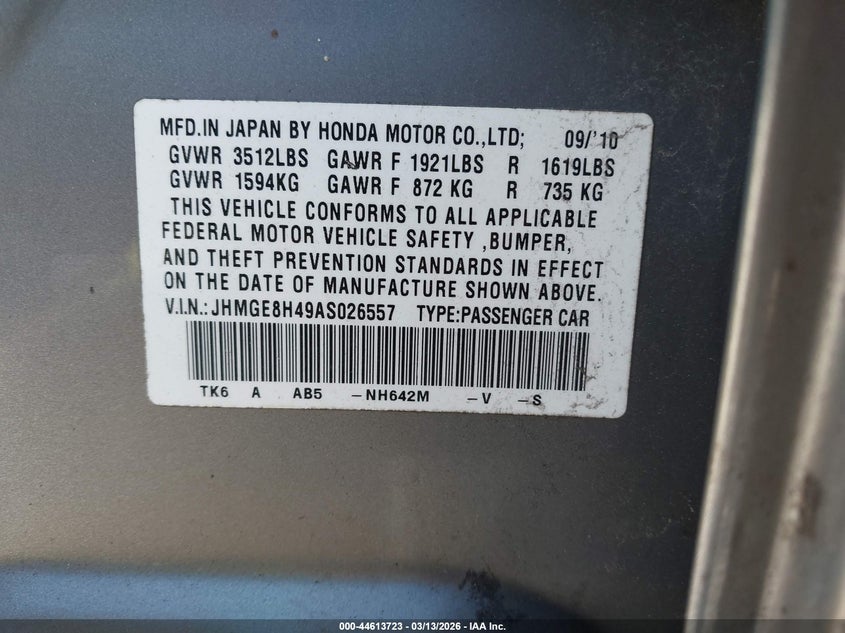 MFD.IN JAPAN BY HONDA MOTOR CO.,LTD; 09/'10
GVWR 3512LBS GAWR F 1921LBS R 1619LBS
GVWR 1594KG GAWR F 872 KG R 735 KG
THIS VEHICLE CONFORMS TO ALL APPLICABLE
FEDERAL MOTOR VEHICLE SAFETY ,BUMPER,
AND THEFT PREVENTION STANDARDS IN EFFECT
ON THE DATE OF MANUFACTURE SHOWN ABOVE.
V.I.N.: JHMGE8H49AS026557 TYPE:PASSENGER CAR
TK6 A AB5 -NH642M -V -S
000-44613723 — 03/13/2026 — IAA Inc.